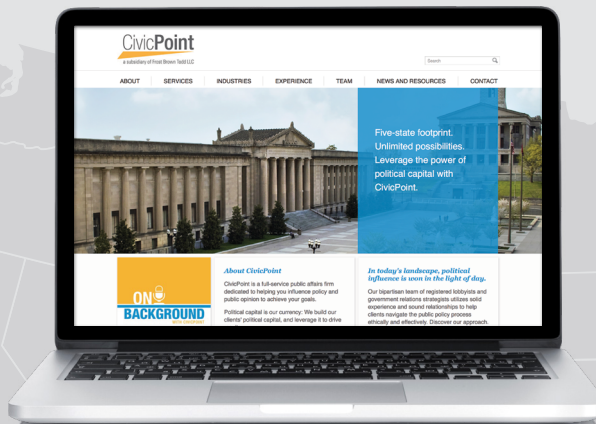 CivicPoint
a subsidiary of Frost Brown Todd LLC
Search
ABOUT SERVICES INDUSTRIES EXPERIENCE TEAM NEWS AND RESOURCES CONTACT
Five-state footprint.
Unlimited possibilities.
Leverage the power of
political capital with
CivicPoint.
ON
BACKGROUND
WITH CIVICPOINT
About CivicPoint
CivicPoint is a full-service public affairs firm
dedicated to helping you influence policy and
public opinion to achieve your goals.
Political capital is our currency: We build our
clients' political capital, and leverage it to drive
In today's landscape, political
influence is won in the light of day.
Our bipartisan team of registered lobbyists and
government relations strategists utilizes solid
experience and sound relationships to help
clients navigate the public policy process
ethically and effectively. Discover our approach.